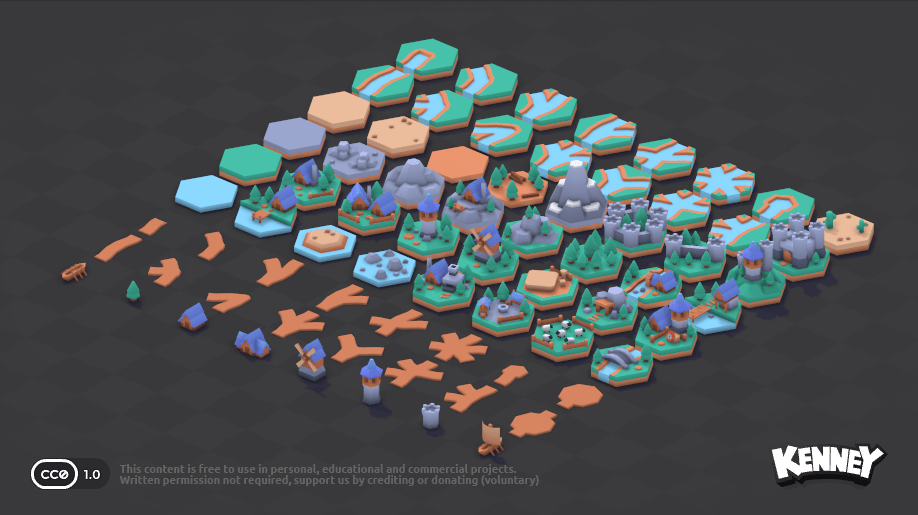 CC0 1.0
This content is free to use in personal, educational and commercial projects.
Written permission not required, support us by crediting or donating (voluntary)
KENNEY